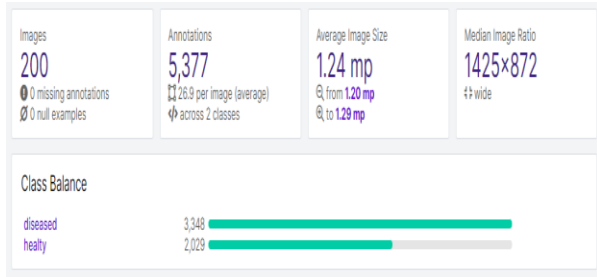 Images
200
0 missing annotations
0 null examples
Annotations
5,377
26.9 per image (average)
across 2 classes
Average Image Size
1.24 mp
from 1.20 mp
to 1.29 mp
Median Image Ratio
1425×872
wide
Class Balance
diseased 3,348
healty 2,029